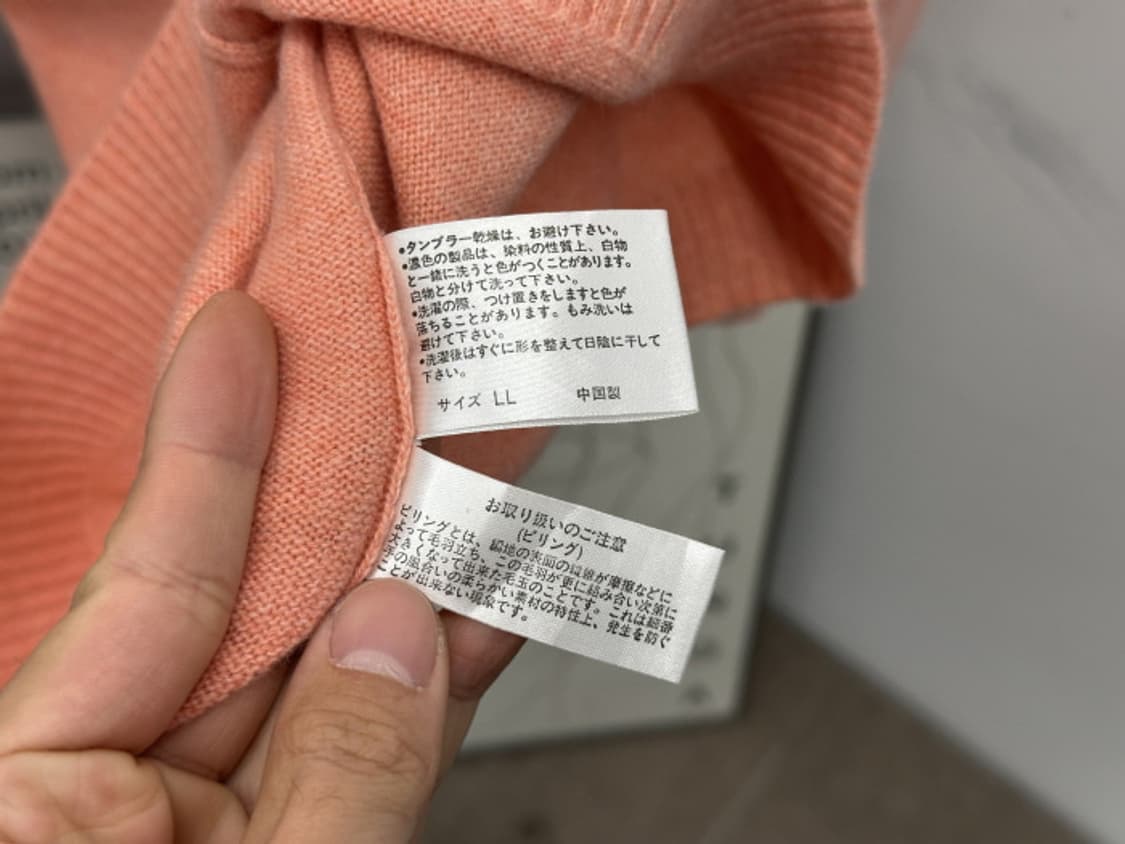 •タンブラー乾燥は、お避け下さい。
•濃色の製品は、染料の性質上、白物
と一緒に洗うと色がつくことがあります。
白物と分けて洗って下さい。
•洗濯の際、つけ置きをしますと色が
落ちることがあります。もみ洗いは
避けて下さい。
•洗濯後はすぐに形を整えて日陰に干して
下さい。
サイズ LL 中国製
お取り扱いのご注意
(ピリング)
ピリングとは、編地の表面の繊維が摩擦などに
よって毛羽立ち、この毛羽が更に絡み合い次第に
大きくなって出来た毛玉のことです。これは細番
手の風合いの柔らかい素材の特性上、発生を防ぐ
ことが出来ない現象です。